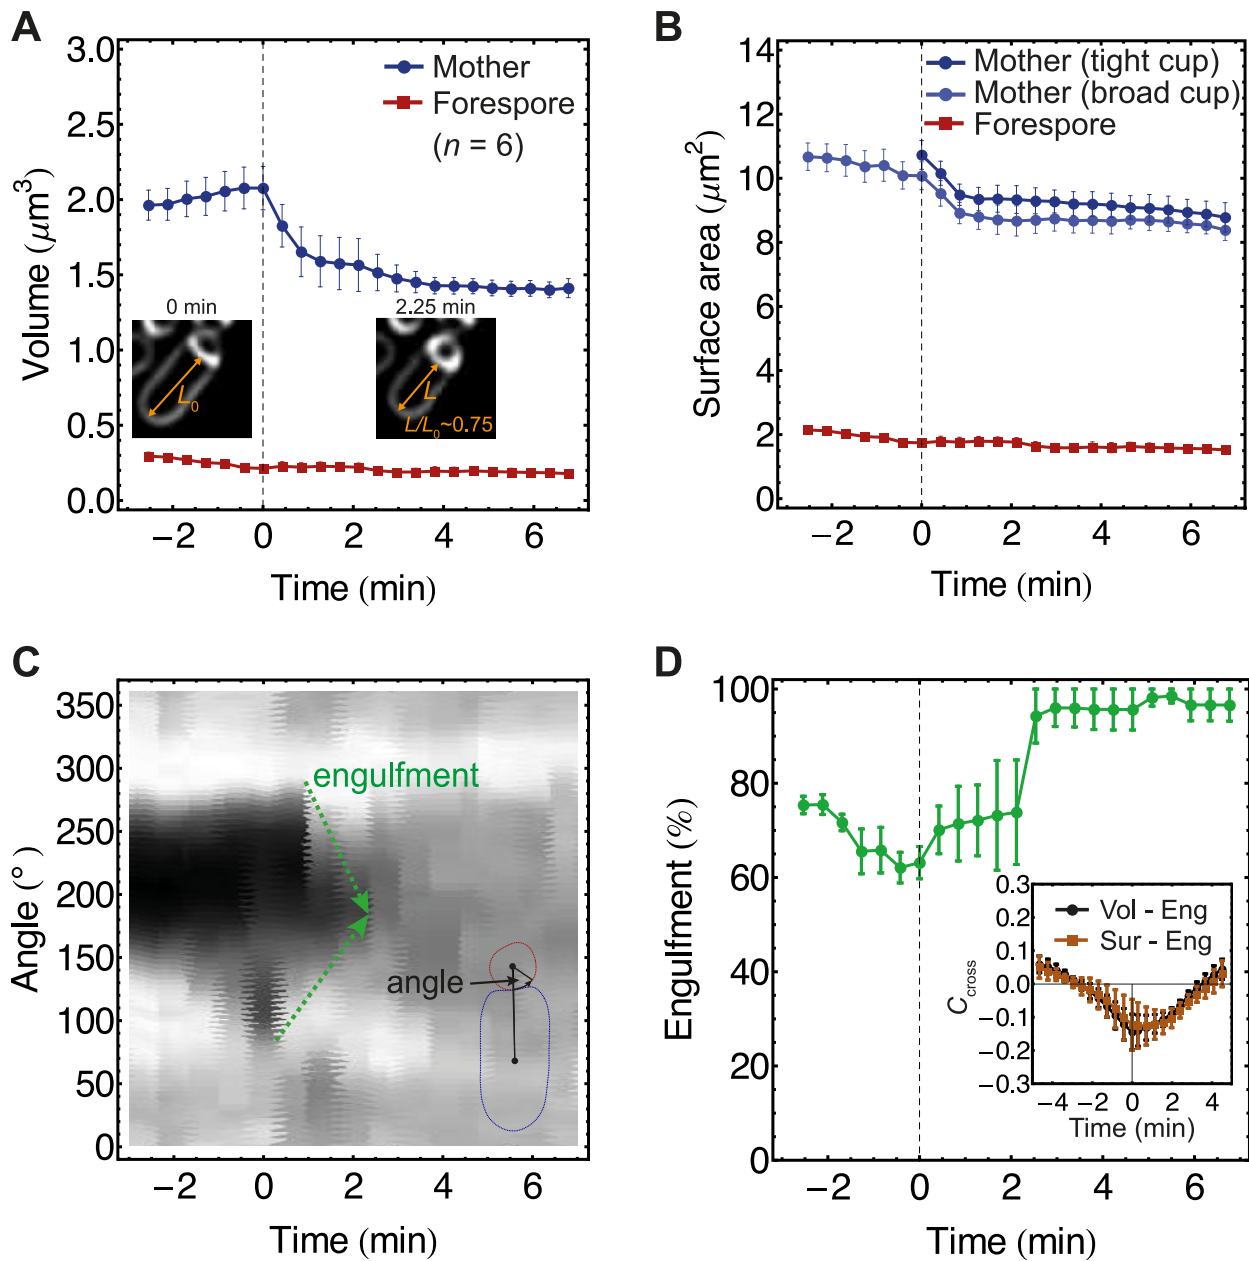 A
Volume (μm³)
3.0
2.5
2.0
1.5
1.0
0.5
0.0
Mother
Forespore
(n = 6)
0 min
L₀
2.25 min
L
L/L₀~0.75
−2 0 2 4 6
Time (min)
B
Surface area (μm²)
14
12
10
8
6
4
2
0
Mother (tight cup)
Mother (broad cup)
Forespore
−2 0 2 4 6
Time (min)
C
Angle (°)
350
300
250
200
150
100
50
0
engulfment
angle
−2 0 2 4 6
Time (min)
D
Engulfment (%)
100
80
60
40
20
0
Vol - Eng
Sur - Eng
C_cross
0.3
0.2
0.1
0.0
−0.1
−0.2
−0.3
−4 −2 0 2 4
Time (min)
−2 0 2 4 6
Time (min)